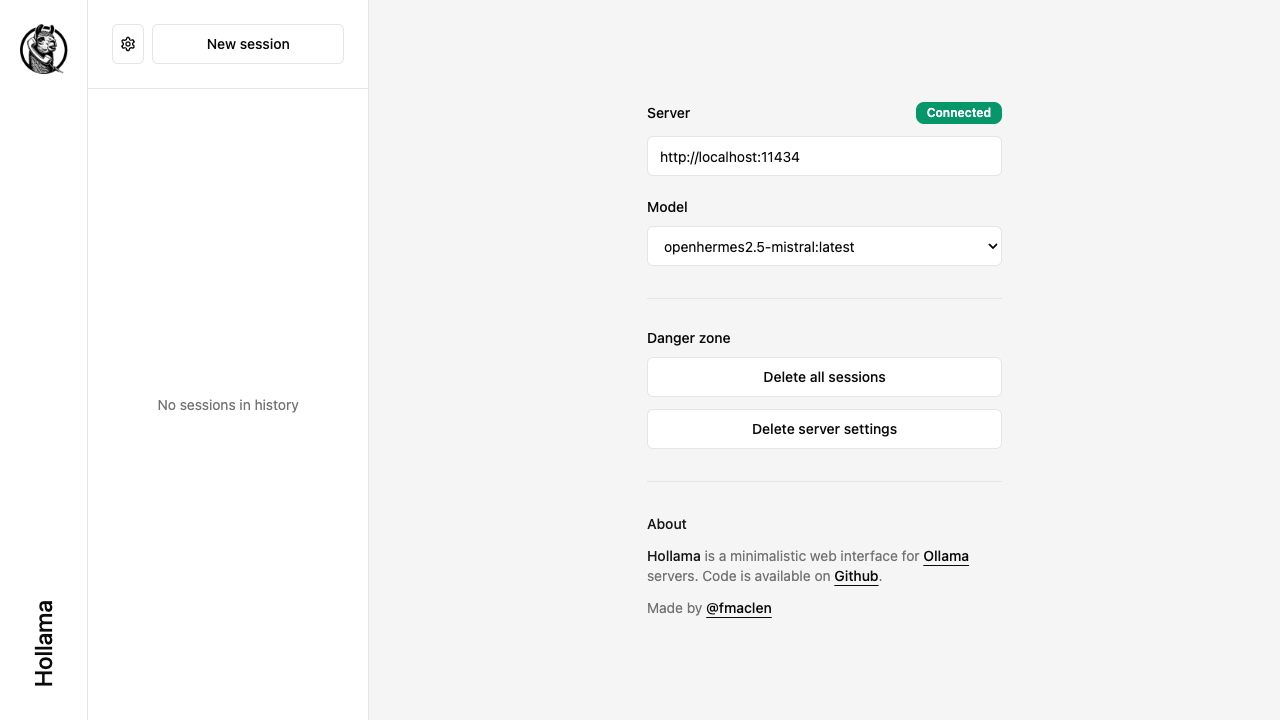 New session
No sessions in history
Hollama
Server
Connected
http://localhost:11434
Model
openhermes2.5-mistral:latest
Danger zone
Delete all sessions
Delete server settings
About
Hollama is a minimalistic web interface for Ollama
servers. Code is available on Github.
Made by @fmaclen